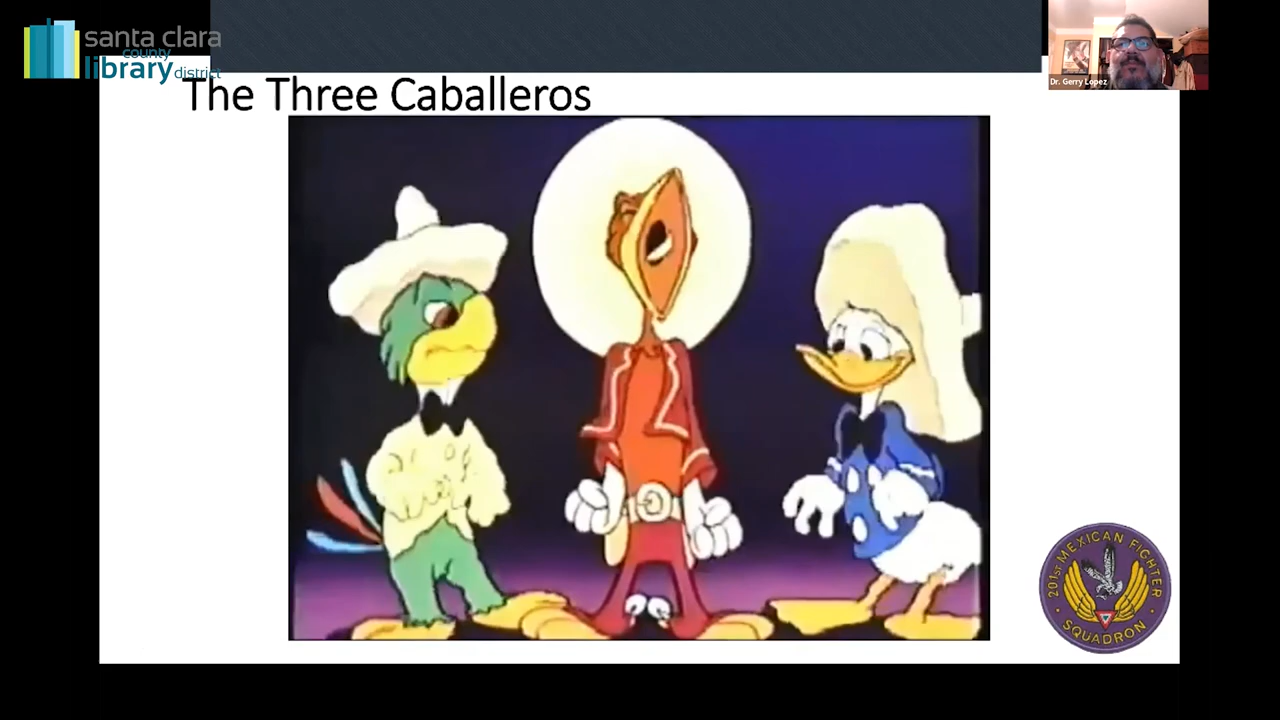 santa clara
county
library district
The Three Caballeros
Dr. Gerry Lopez
201ST MEXICAN FIGHTER
SQUADRON